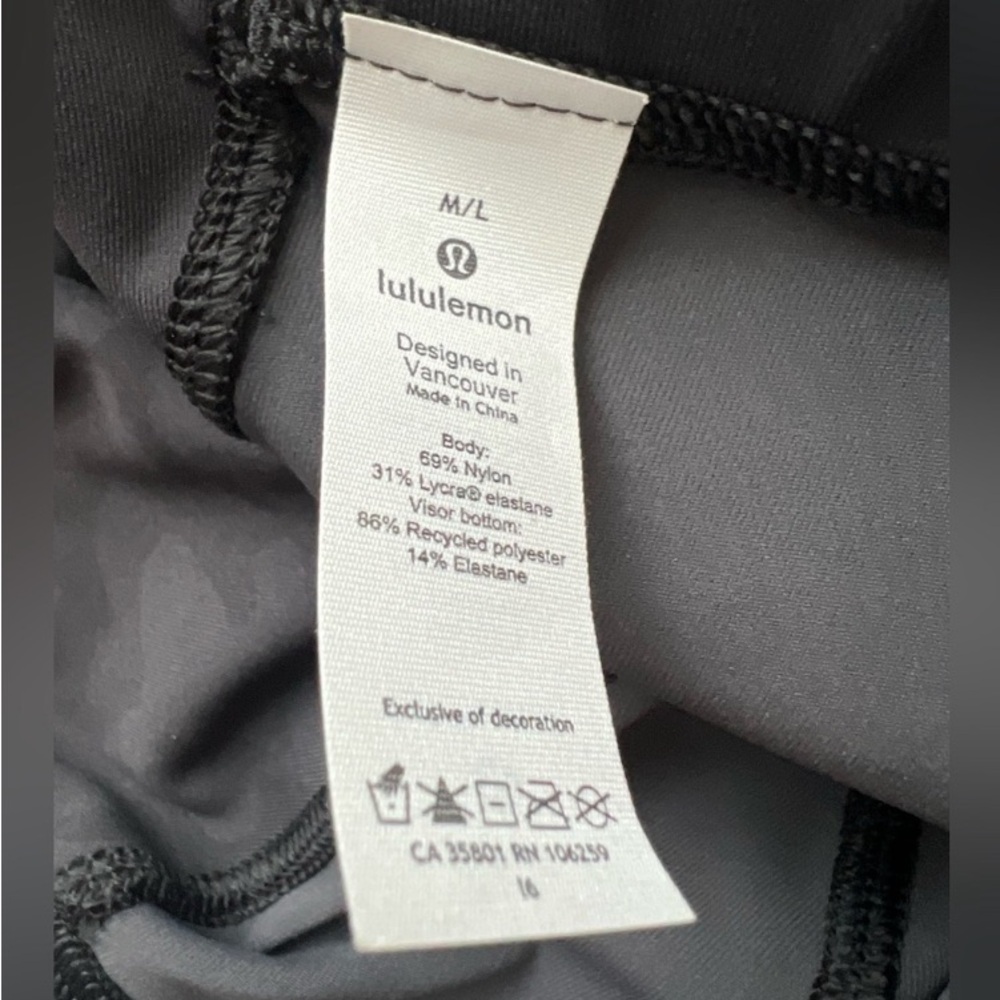 M/L
lululemon
Designed in
Vancouver
Made in China
Body:
69% Nylon
31% Lycra® elastane
Visor bottom:
86% Recycled polyester
14% Elastane
Exclusive of decoration
CA 35801 RN 106259
16